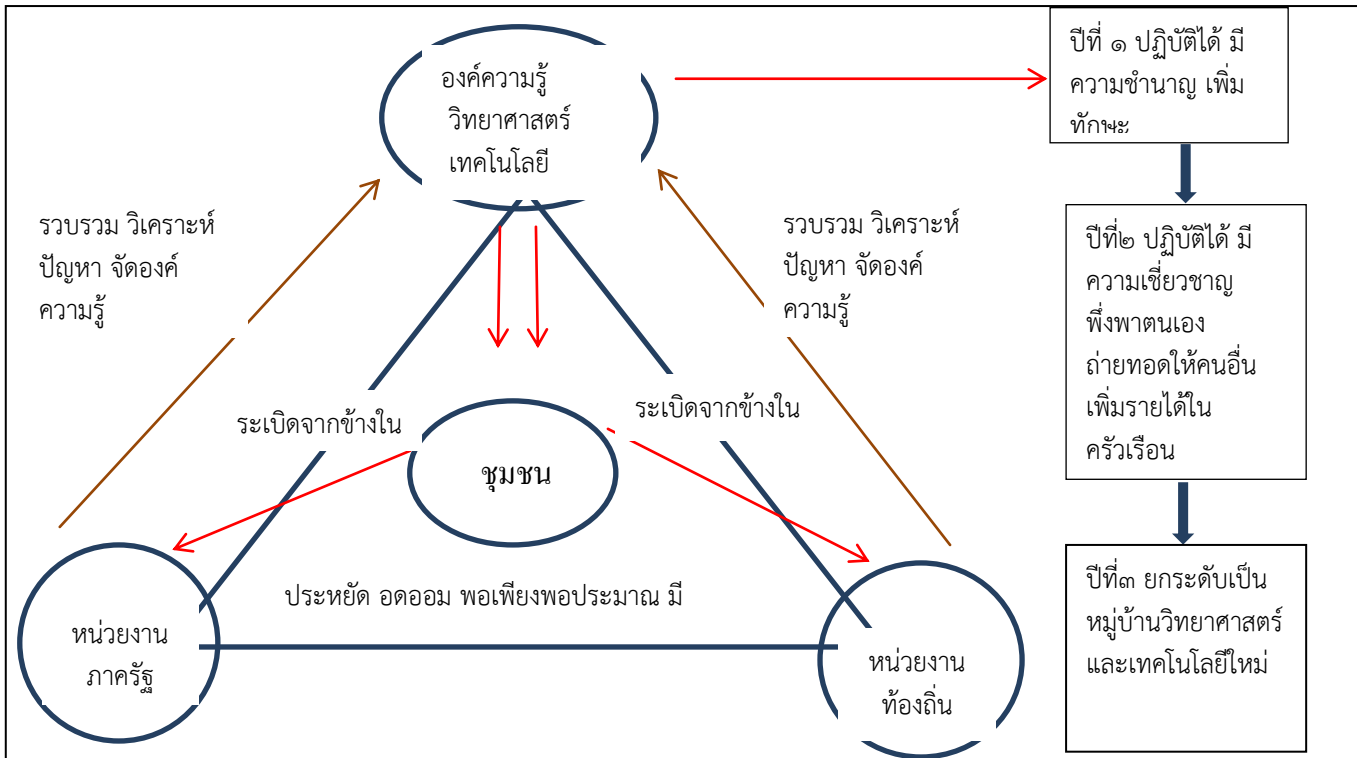 องค์ความรู้
วิทยาศาสตร์
เทคโนโลยี
รวบรวม วิเคราะห์
ปัญหา จัดองค์
ความรู้
รวบรวม วิเคราะห์
ปัญหา จัดองค์
ความรู้
ระเบิดจากข้างใน
ระเบิดจากข้างใน
ชุมชน
ประหยัด อดออม พอเพียงพอประมาณ มี
หน่วยงาน
ภาครัฐ
หน่วยงาน
ท้องถิ่น
ปีที่ ๑ ปฏิบัติได้ มี
ความชำนาญ เพิ่ม
ทักษะ
ปีที่๒ ปฏิบัติได้ มี
ความเชี่ยวชาญ
พึ่งพาตนเอง
ถ่ายทอดให้คนอื่น
เพิ่มรายได้ใน
ครัวเรือน
ปีที่๓ ยกระดับเป็น
หมู่บ้านวิทยาศาสตร์
และเทคโนโลยีใหม่